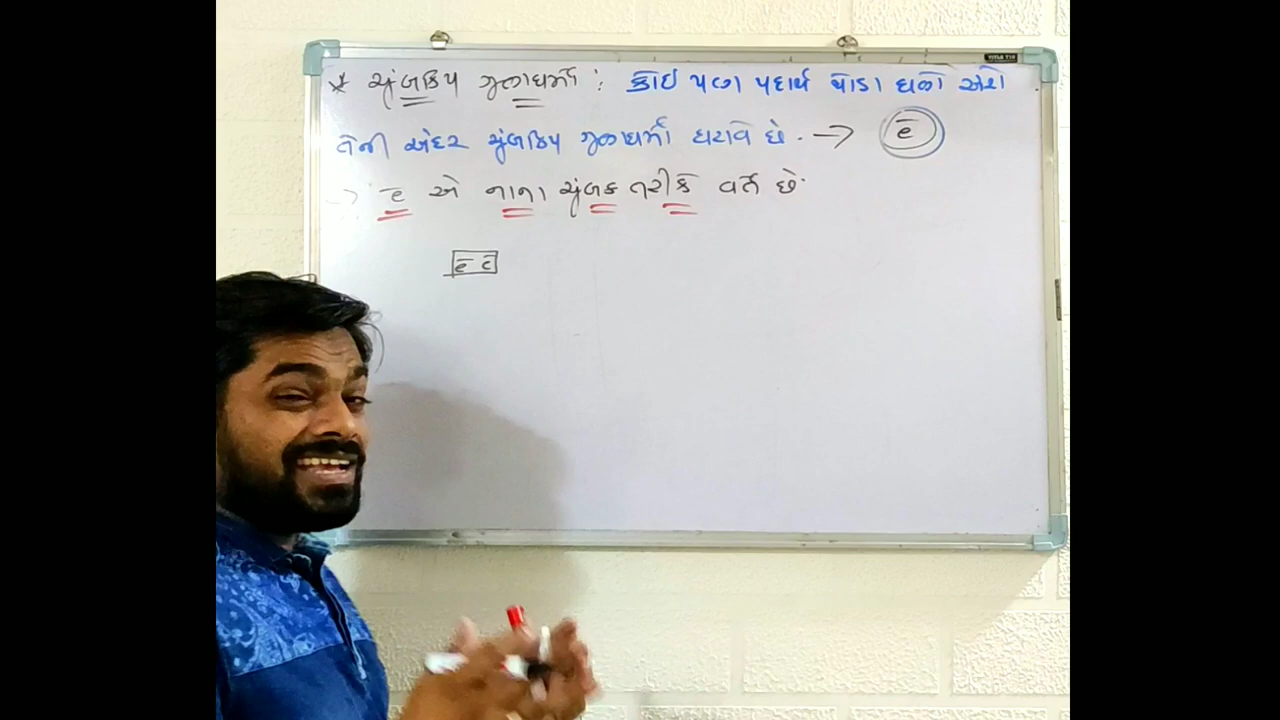 * ચુંબકિય ગુણધર્મો : કોઈ પણ પદાર્થ થોડા ઘણો અંશે
તેની અંદર ચુંબકિય ગુણધર્મો ધરાવે છે. → e⁻
→ e⁻ એ નાના ચુંબક તરીકે વર્તે છે.
e⁻ e⁻